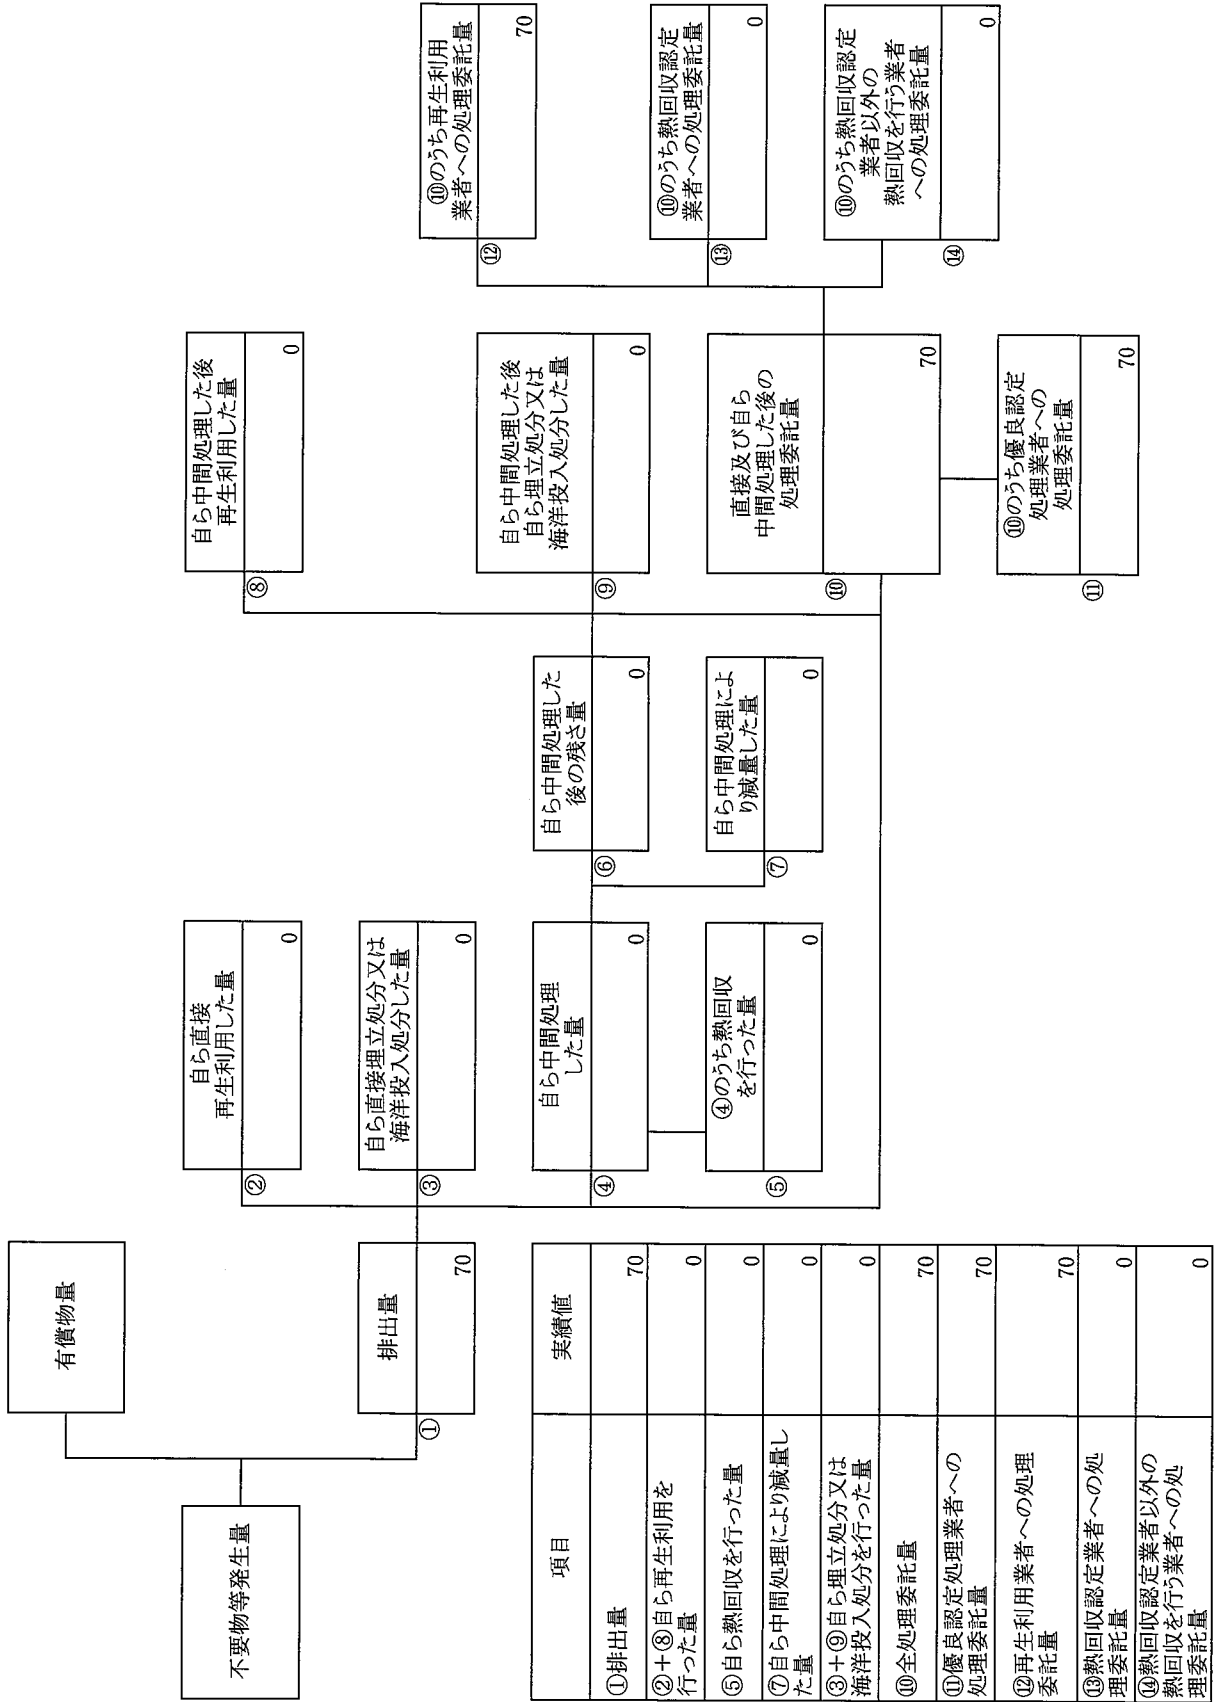 不要物等発生量
有償物量
排出量
①
70
自ら直接
再生利用した量
②
0
自ら直接埋立処分又は
海洋投入処分した量
③
0
自ら中間処理
した量
④
0
④のうち熱回収
を行った量
⑤
0
自ら中間処理した
後の残さ量
⑥
0
自ら中間処理によ
り減量した量
⑦
0
自ら中間処理した後
再生利用した量
⑧
0
自ら中間処理した後
自ら埋立処分又は
海洋投入処分した量
⑨
0
直接及び自ら
中間処理した後の
処理委託量
⑩
70
⑩のうち優良認定
処理業者への
処理委託量
⑪
70
⑩のうち再生利用
業者への処理委託量
⑫
70
⑩のうち熱回収認定
業者への処理委託量
⑬
0
⑩のうち熱回収認定
業者以外の
熱回収を行う業者
への処理委託量
⑭
0
項目 実績値
①排出量 70
②+⑧自ら再生利用を
行った量 0
⑤自ら熱回収を行った量 0
⑦自ら中間処理により減量し
た量 0
③+⑨自ら埋立処分又は
海洋投入処分を行った量 0
⑩全処理委託量 70
⑪優良認定処理業者への
処理委託量 70
⑫再生利用業者への処理
委託量 70
⑬熱回収認定業者への処
理委託量 0
⑭熱回収認定業者以外の
熱回収を行う業者への処
理委託量 0